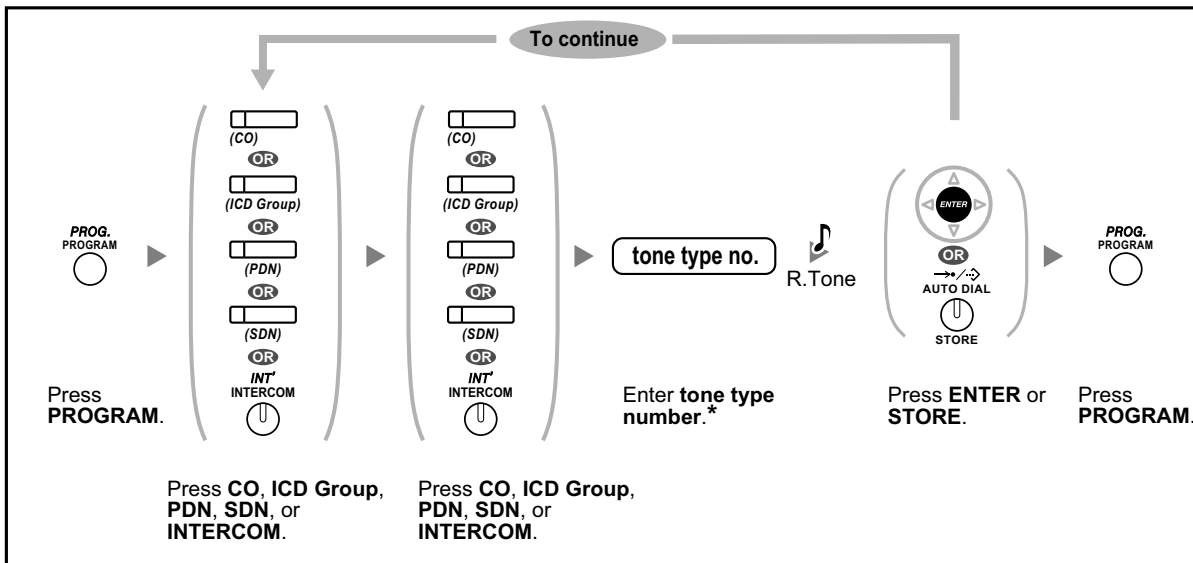 To continue
PROG.
PROGRAM
Press
PROGRAM.
(CO)
OR
(ICD Group)
OR
(PDN)
OR
(SDN)
OR
INT'
INTERCOM
Press CO, ICD Group,
PDN, SDN, or
INTERCOM.
(CO)
OR
(ICD Group)
OR
(PDN)
OR
(SDN)
OR
INT'
INTERCOM
Press CO, ICD Group,
PDN, SDN, or
INTERCOM.
tone type no.
Enter tone type
number.*
R.Tone
ENTER
OR
AUTO DIAL
STORE
Press ENTER or
STORE.
PROG.
PROGRAM
Press
PROGRAM.